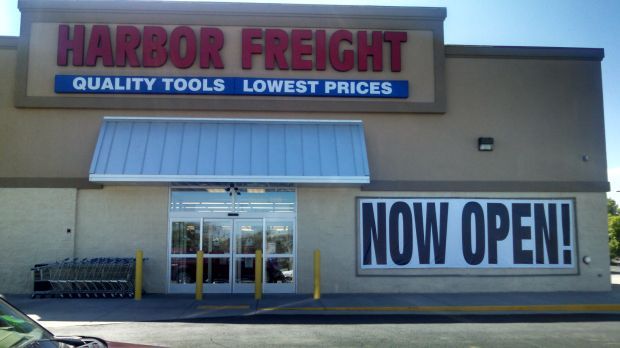 HARBOR FREIGHT
QUALITY TOOLS LOWEST PRICES
NOW OPEN!